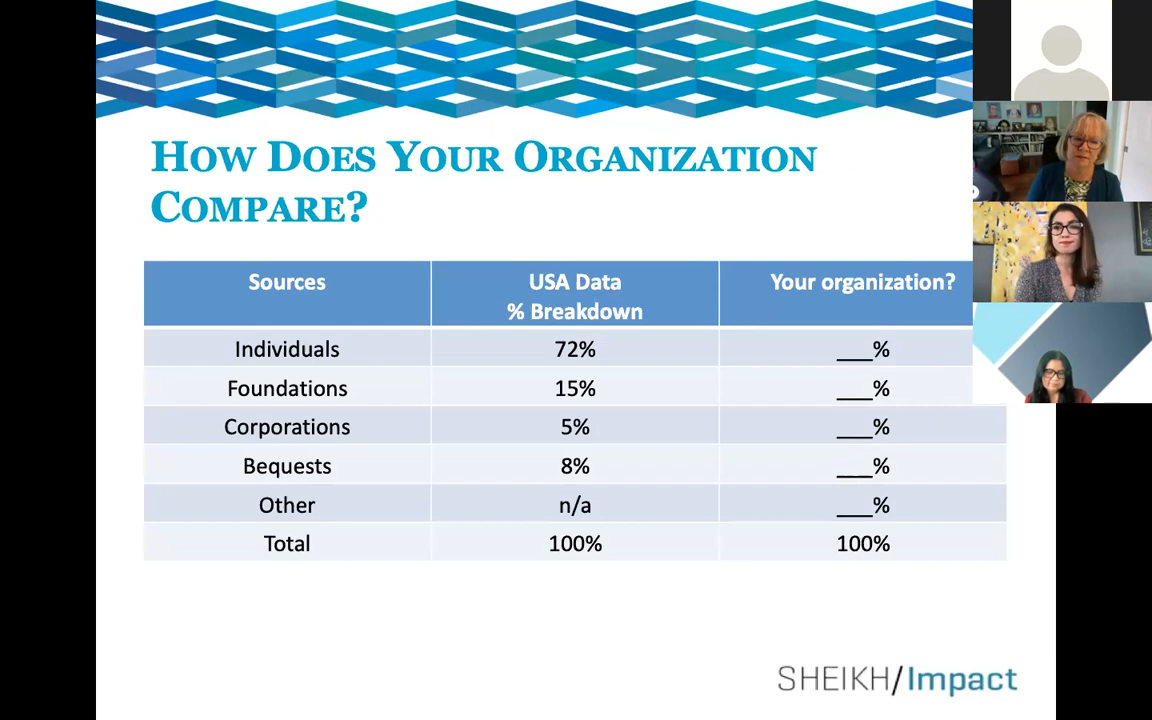 HOW DOES YOUR ORGANIZATION
COMPARE?
Sources USA Data Your organization?
% Breakdown
Individuals 72% ___%
Foundations 15% ___%
Corporations 5% ___%
Bequests 8% ___%
Other n/a ___%
Total 100% 100%
SHEIKH/Impact